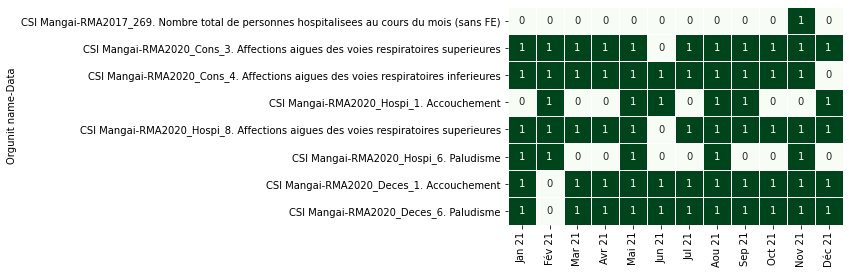 CSI Mangai-RMA2017_269. Nombre total de personnes hospitalisees au cours du mois (sans FE) 0 0 0 0 0 0 0 0 0 0 1 0
CSI Mangai-RMA2020_Cons_3. Affections aigues des voies respiratoires superieures 1 1 1 1 1 0 1 1 1 1 1 1
CSI Mangai-RMA2020_Cons_4. Affections aigues des voies respiratoires inferieures 1 1 1 1 1 1 1 1 1 1 1 0
CSI Mangai-RMA2020_Hospi_1. Accouchement 0 1 0 0 1 1 0 1 1 0 0 1
CSI Mangai-RMA2020_Hospi_8. Affections aigues des voies respiratoires superieures 1 1 1 1 1 0 1 1 1 1 1 1
CSI Mangai-RMA2020_Hospi_6. Paludisme 1 1 0 0 1 0 0 1 0 0 1 0
CSI Mangai-RMA2020_Deces_1. Accouchement 1 0 1 1 1 1 1 1 1 1 1 1
CSI Mangai-RMA2020_Deces_6. Paludisme 1 0 1 1 1 1 1 1 1 1 1 1
Orgunit name-Data
Jan 21
Fév 21
Mar 21
Avr 21
Mai 21
Jun 21
Jul 21
Aou 21
Sep 21
Oct 21
Nov 21
Déc 21